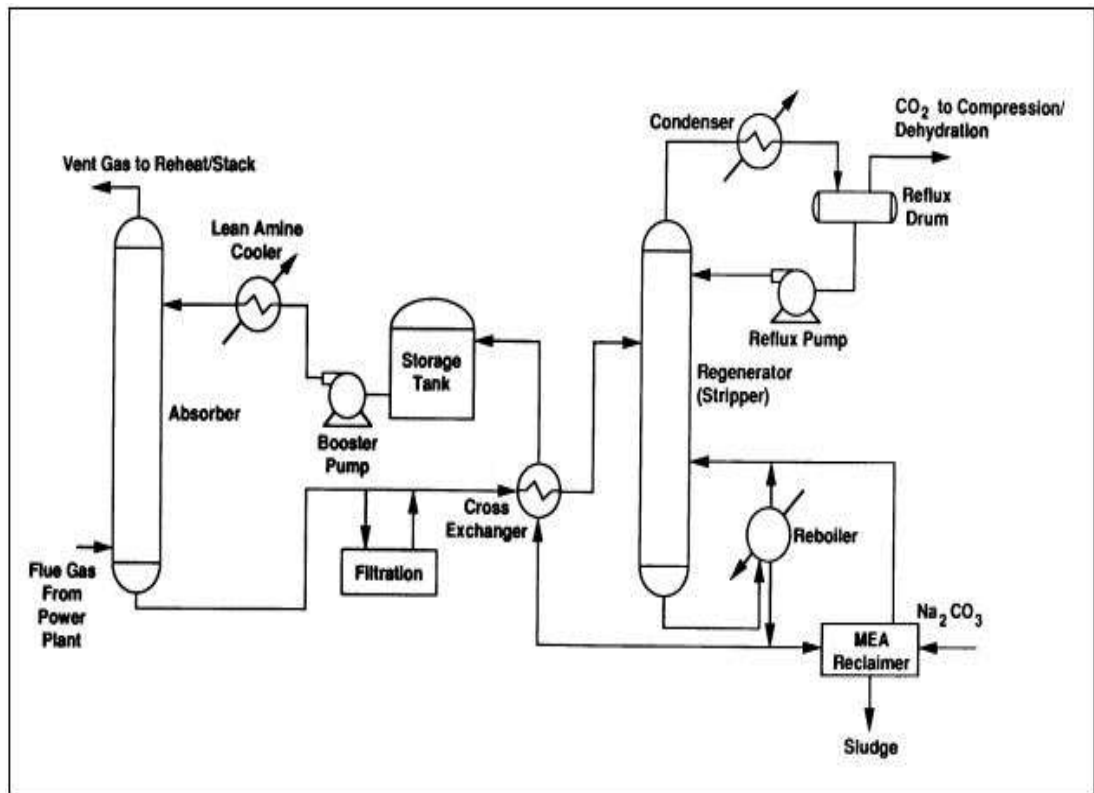 CO2 to Compression/
Dehydration
Condenser
Vent Gas to Reheat/Stack
Reflux
Drum
Lean Amine
Cooler
Reflux Pump
Storage
Tank
Regenerator
(Stripper)
Absorber
Booster
Pump
Cross
Exchanger
Reboiler
Filtration
Flue Gas
From
Power
Plant
Na2CO3
MEA
Reclaimer
Sludge